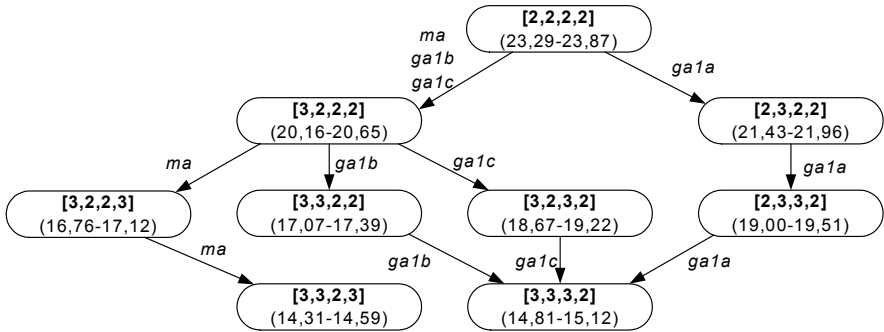 [2,2,2,2]
(23,29-23,87)
ma
ga1b
ga1c
ga1a
[3,2,2,2]
(20,16-20,65)
[2,3,2,2]
(21,43-21,96)
ma
ga1b
ga1c
ga1a
[3,2,2,3]
(16,76-17,12)
[3,3,2,2]
(17,07-17,39)
[3,2,3,2]
(18,67-19,22)
[2,3,3,2]
(19,00-19,51)
ma
ga1b
ga1c
ga1a
[3,3,2,3]
(14,31-14,59)
[3,3,3,2]
(14,81-15,12)